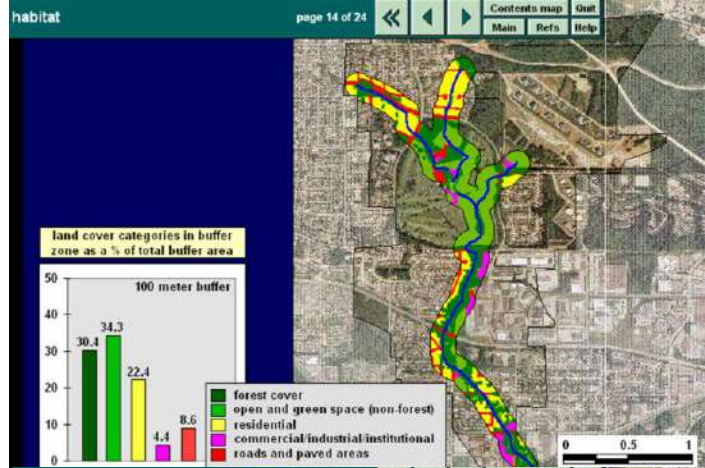 habitat
page 14 of 24
Contents map
Quit
Main
Refs
Help
land cover categories in buffer
zone as a % of total buffer area
100 meter buffer
50
40
30
20
10
0
30.4
34.3
22.4
4.4
8.6
forest cover
open and green space (non-forest)
residential
commercial/industrial/institutional
roads and paved areas
0 0.5 1